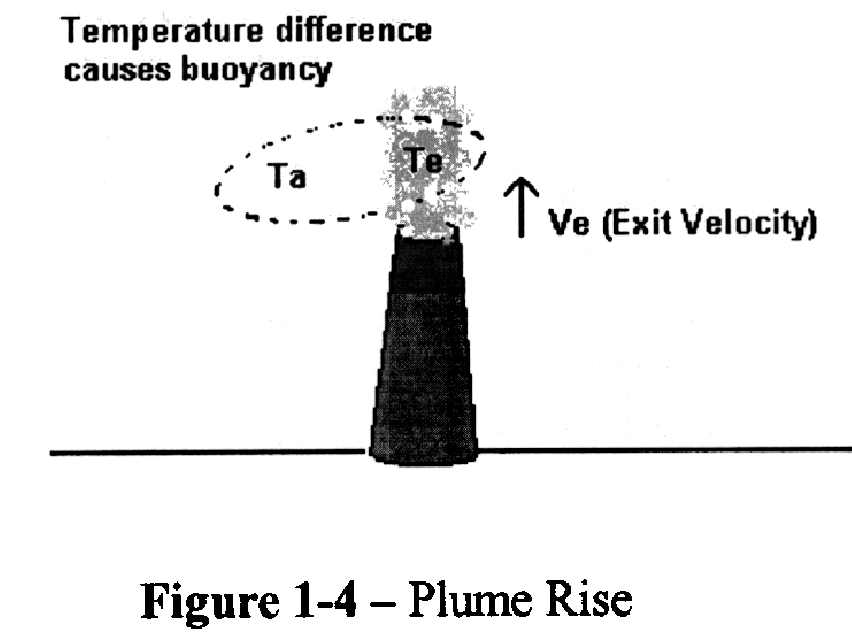 Temperature difference
causes buoyancy
Ta
Te
Ve (Exit Velocity)
Figure 1-4 – Plume Rise